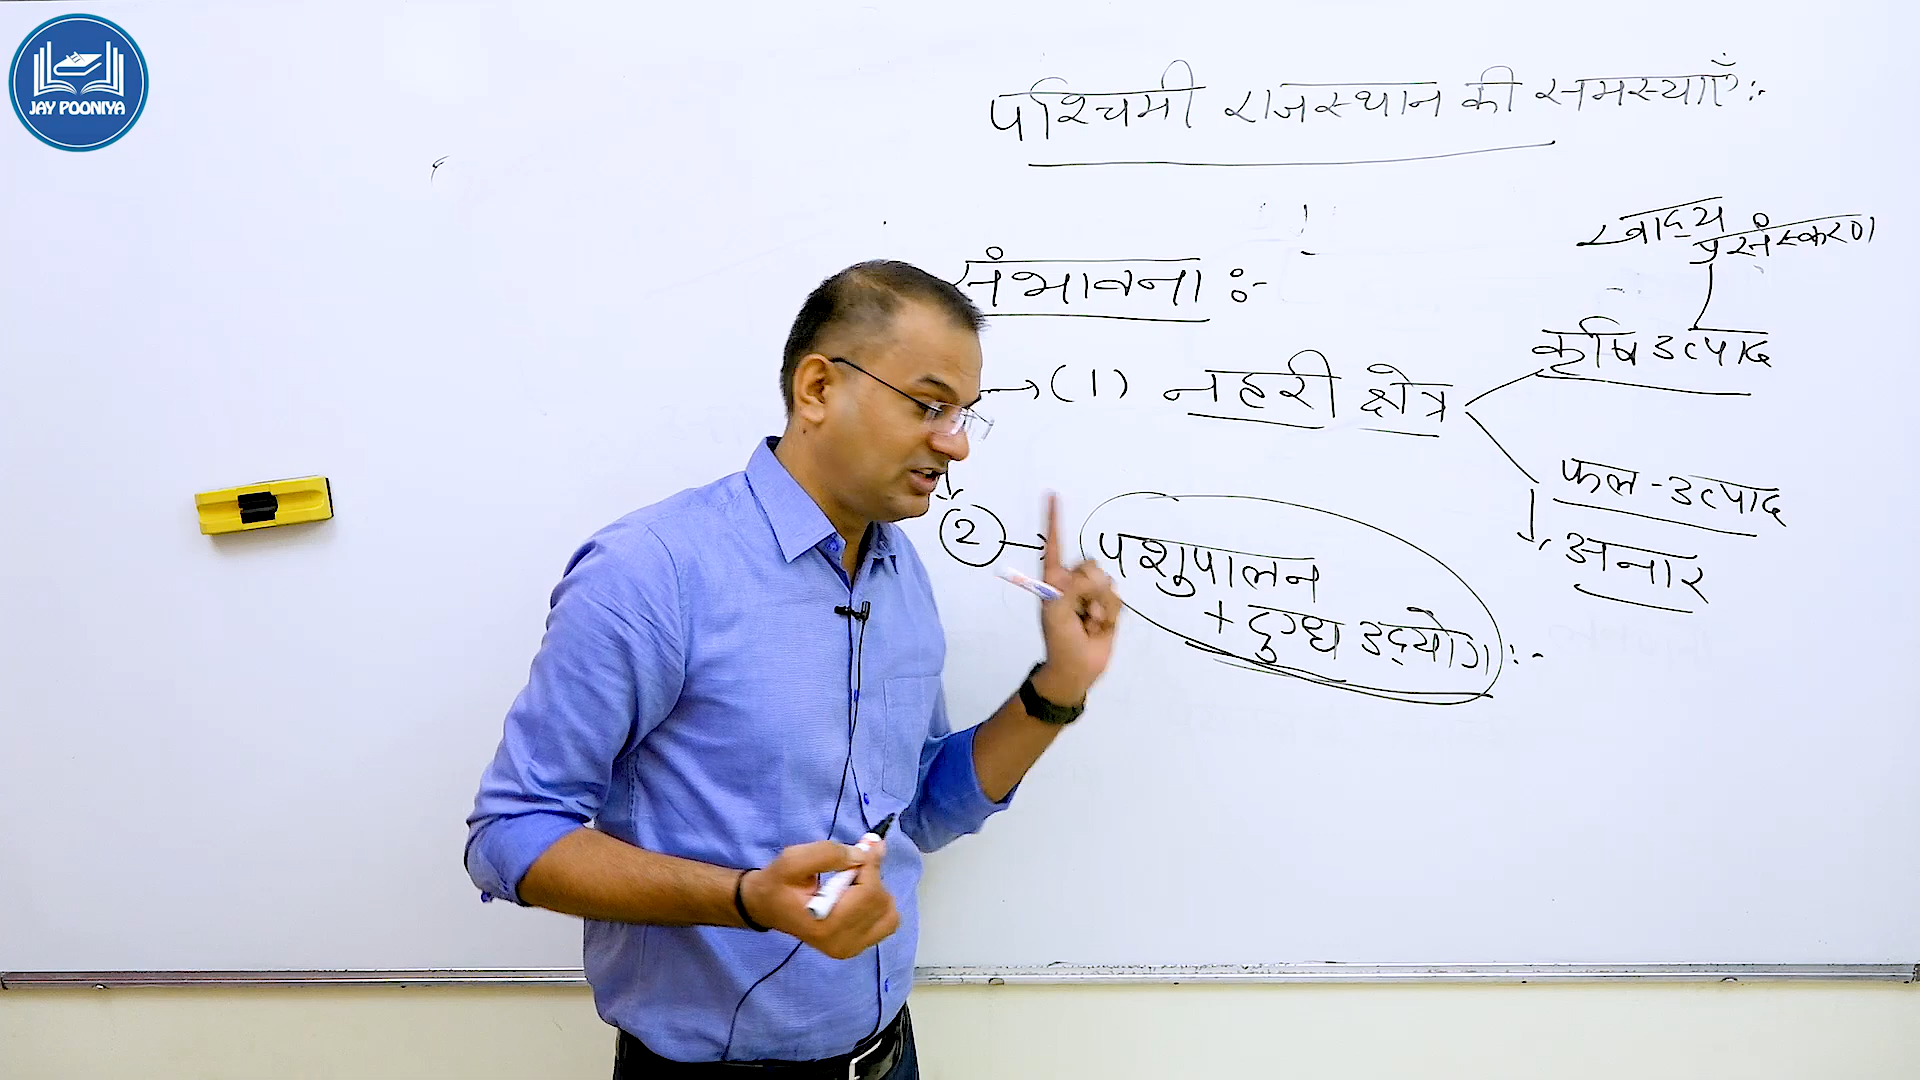 JAY POONIYA
पश्चिमी राजस्थान की समस्याएँ:-
संभावना :-
खाद्य
प्रसंस्करण
कृषि उत्पाद
→ (1) नहरी क्षेत्र
फल - उत्पाद
अनार
② → पशुपालन
+ दुग्ध उद्योग :-